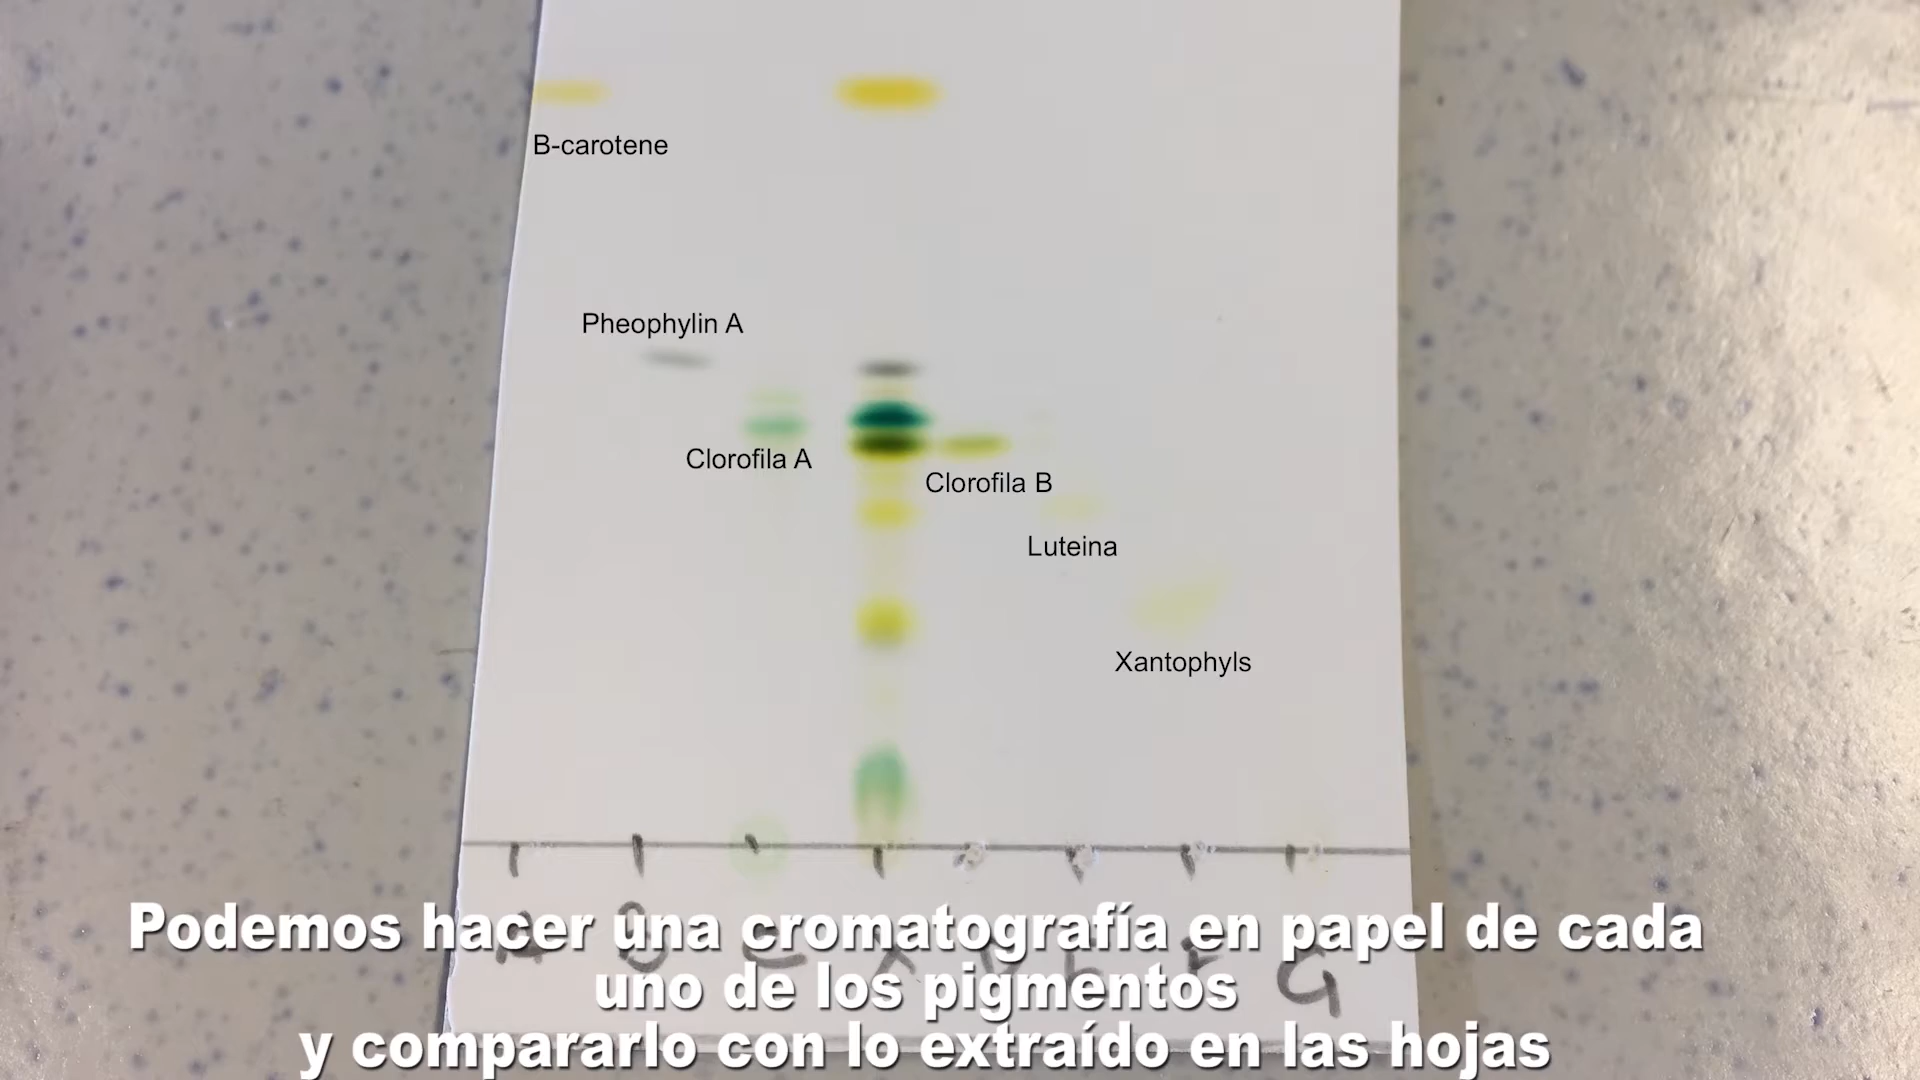 B-carotene
Pheophylin A
Clorofila A
Clorofila B
Luteina
Xantophyls
G
Podemos hacer una cromatografía en papel de cada
uno de los pigmentos
y compararlo con lo extraído en las hojas